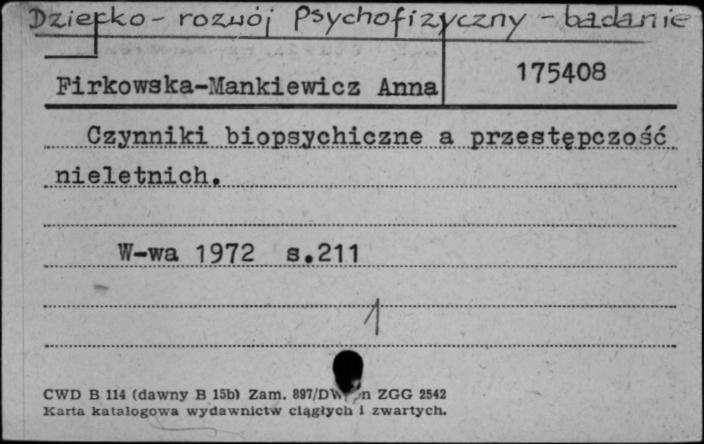 Dziecko - rozwój psychofizyczny - badanie
Firkowska-Mankiewicz Anna
175408
Czynniki biopsychiczne a przestępczość
nieletnich.
W-wa 1972 s.211
1
CWD B 114 (dawny B 15b) Zam. 897/DW ZGG 2542
Karta katalogowa wydawnictw ciągłych i zwartych.